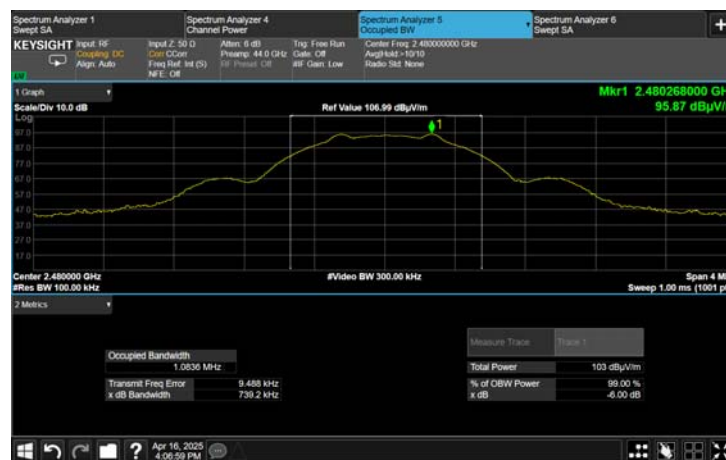 Spectrum Analyzer 1
Swept SA
Spectrum Analyzer 4
Channel Power
Spectrum Analyzer 5
Occupied BW
Spectrum Analyzer 6
Swept SA
KEYSIGHT
Input: RF
Coupling: DC
Align: Auto
Input Z: 50 Ω
Corr CCorr
Freq Ref: Int (S)
NFE: Off
Atten: 6 dB
Preamp: 44.0 GHz
RF Presel: Off
Trig: Free Run
Gate: Off
#IF Gain: Low
Center Freq: 2.480000000 GHz
Avg|Hold:>10/10
Radio Std: None
1 Graph
Scale/Div 10.0 dB
Ref Value 106.99 dBµV/m
Mkr1 2.480268000 GH
95.87 dBµV/
Log
97.0
87.0
77.0
67.0
57.0
47.0
37.0
27.0
17.0
1
Center 2.480000 GHz
#Res BW 100.00 kHz
#Video BW 300.00 kHz
Span 4 M
Sweep 1.00 ms (1001 p
2 Metrics
Measure Trace Trace 1
Occupied Bandwidth
1.0836 MHz
Total Power 103 dBµV/m
Transmit Freq Error 9.488 kHz
% of OBW Power 99.00 %
x dB Bandwidth 739.2 kHz
x dB -6.00 dB
Apr 16, 2025
4:06:59 PM